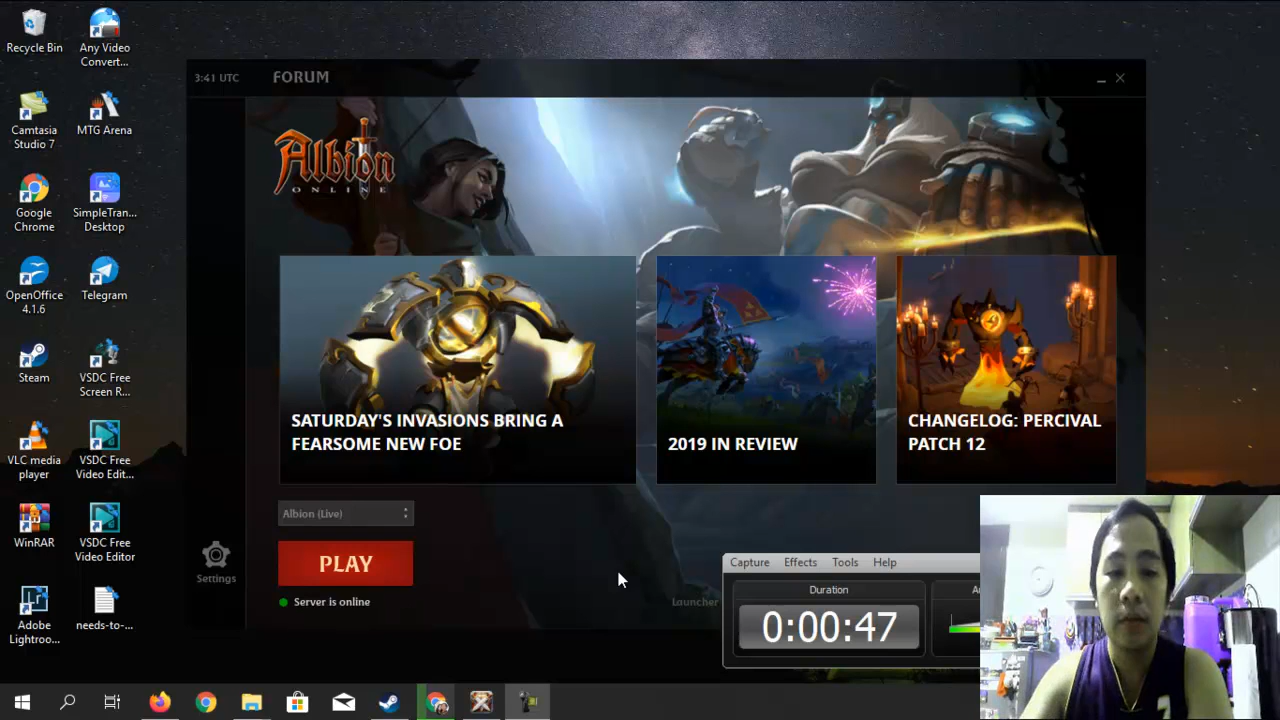 Recycle Bin
Any Video
Convert...
Camtasia
Studio 7
MTG Arena
Google
Chrome
SimpleTran...
Desktop
OpenOffice
4.1.6
Telegram
Steam
VSDC Free
Screen R...
VLC media
player
VSDC Free
Video Edit...
WinRAR
VSDC Free
Video Editor
Adobe
Lightroo...
needs-to-...
3:41 UTC
FORUM
Albion
ONLINE
SATURDAY'S INVASIONS BRING A
FEARSOME NEW FOE
2019 IN REVIEW
CHANGELOG: PERCIVAL
PATCH 12
Albion (Live)
PLAY
Server is online
Settings
Launcher
Capture Effects Tools Help
Duration
0:00:47